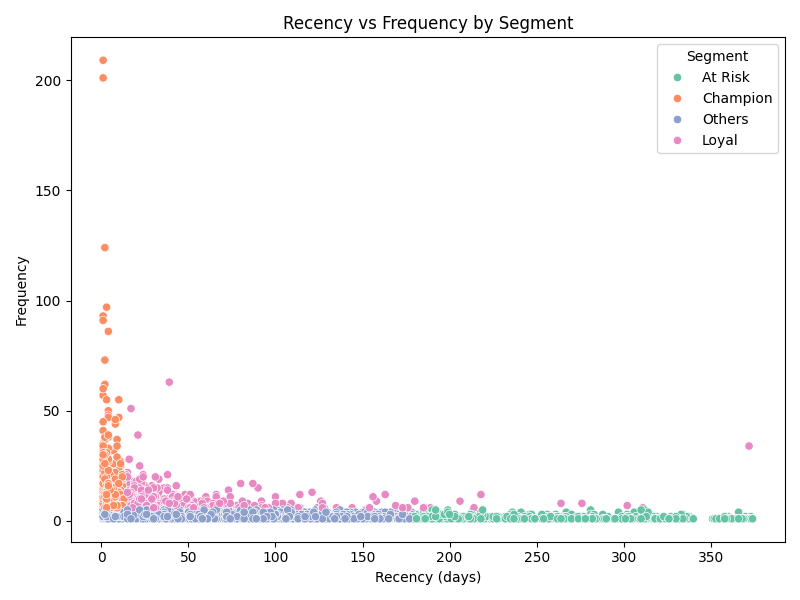 Recency vs Frequency by Segment
Segment
At Risk
Champion
Others
Loyal
Frequency
200
150
100
50
0
0 50 100 150 200 250 300 350
Recency (days)